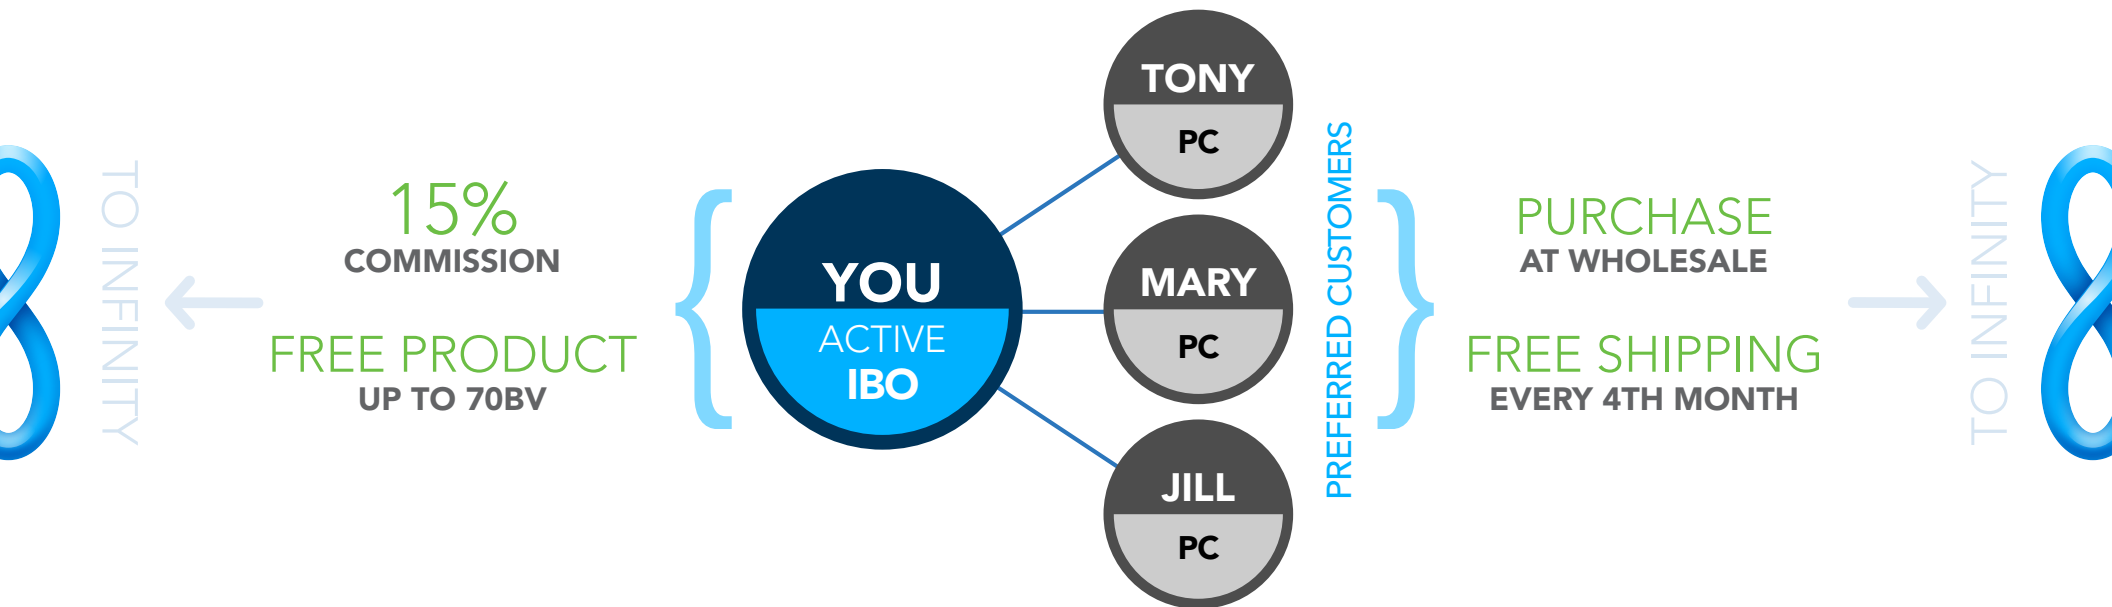 TO INFINITY
15%
COMMISSION
FREE PRODUCT
UP TO 70BV
YOU
ACTIVE
IBO
TONY
PC
MARY
PC
JILL
PC
PREFERRED CUSTOMERS
PURCHASE
AT WHOLESALE
FREE SHIPPING
EVERY 4TH MONTH
TO INFINITY